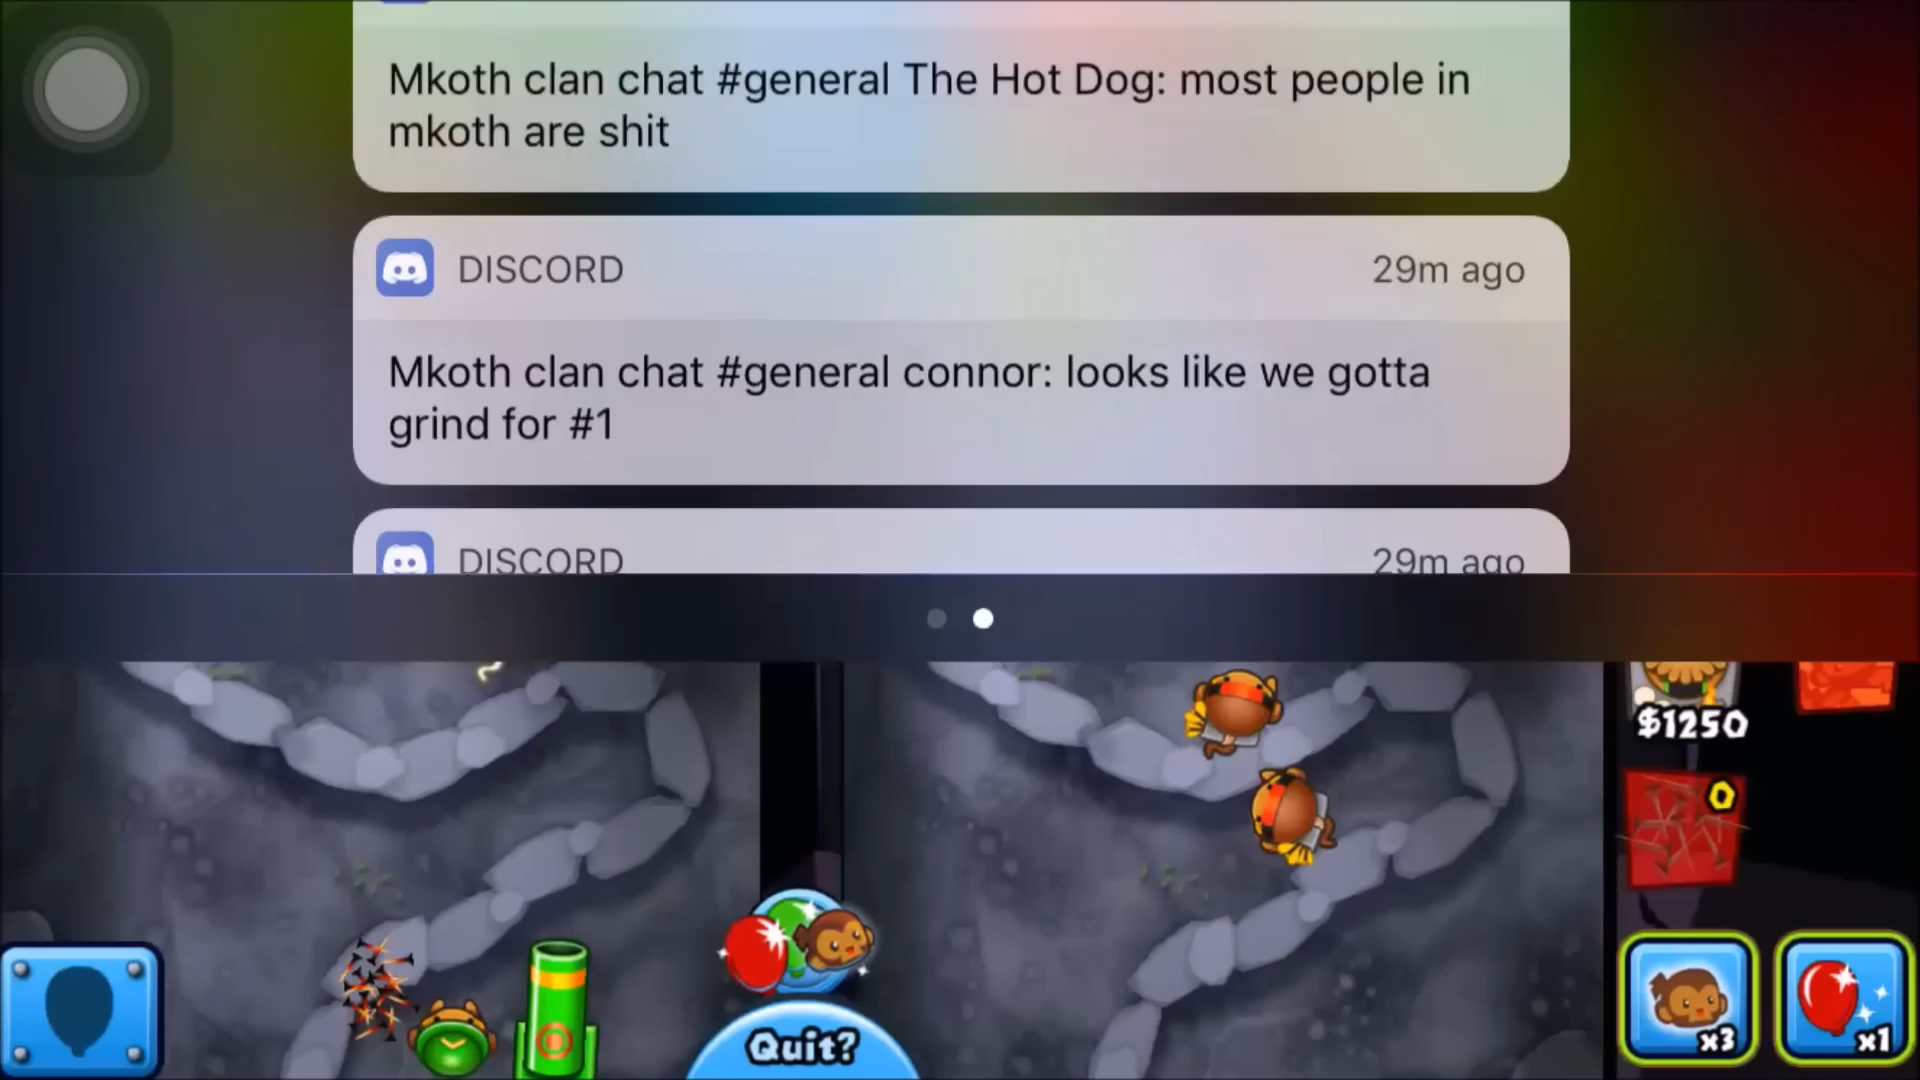 Mkoth clan chat #general The Hot Dog: most people in
mkoth are shit
DISCORD 29m ago
Mkoth clan chat #general connor: looks like we gotta
grind for #1
DISCORD 29m ago
$1250
0
Quit?
x3
x1